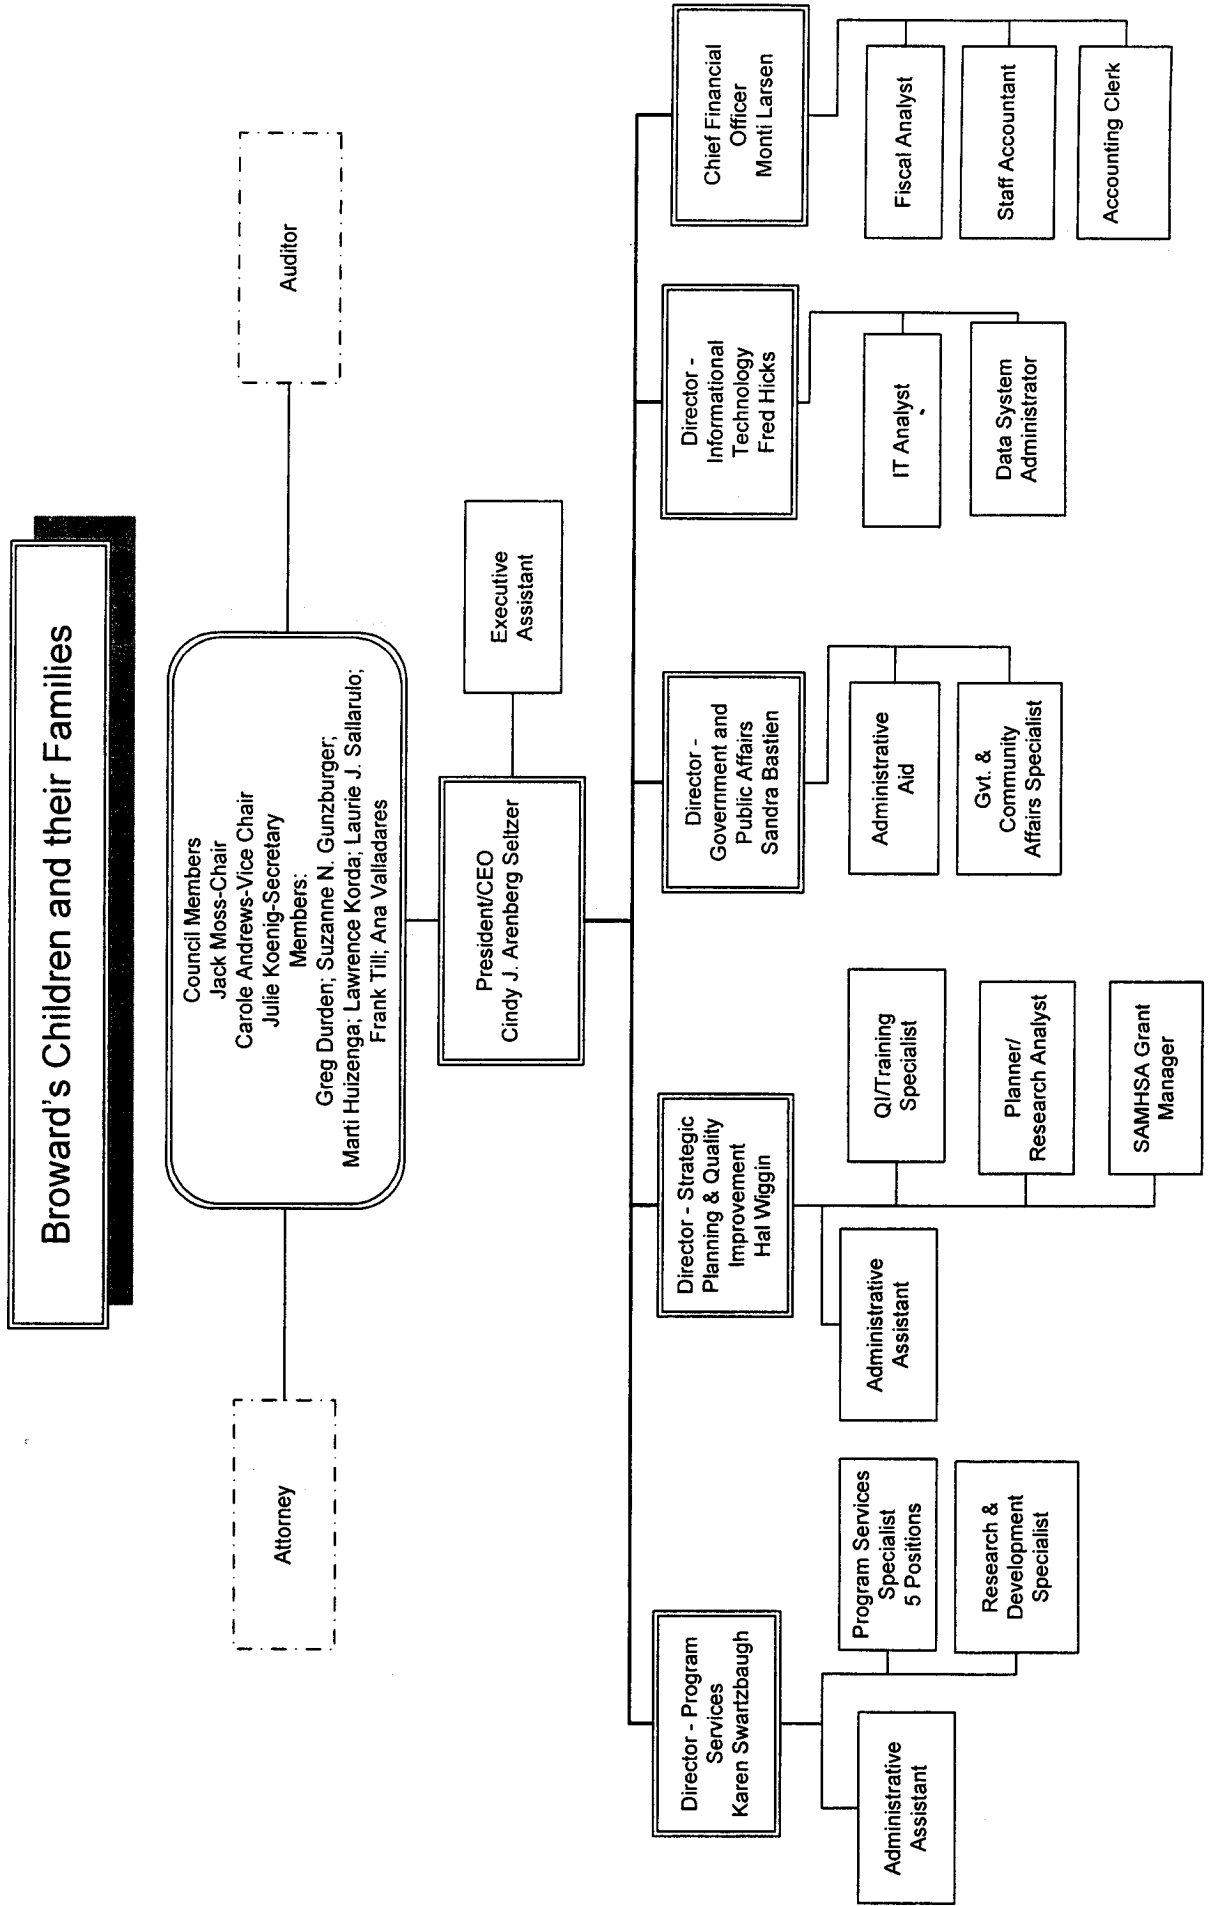 Broward's Children and their Families
Attorney
Council Members
Jack Moss-Chair
Carole Andrews-Vice Chair
Julie Koenig-Secretary
Members:
Greg Durden; Suzanne N. Gunzburger;
Marti Huizenga; Lawrence Korda; Laurie J. Sallarulo;
Frank Till; Ana Valladares
Auditor
President/CEO
Cindy J. Arenberg Seltzer
Executive
Assistant
Director - Program
Services
Karen Swartzbaugh
Administrative
Assistant
Program Services
Specialist
5 Positions
Research &
Development
Specialist
Director - Strategic
Planning & Quality
Improvement
Hal Wiggin
Administrative
Assistant
QI/Training
Specialist
Planner/
Research Analyst
SAMHSA Grant
Manager
Director -
Government and
Public Affairs
Sandra Bastien
Administrative
Aid
Gvt. &
Community
Affairs Specialist
Director -
Informational
Technology
Fred Hicks
IT Analyst
Data System
Administrator
Chief Financial
Officer
Monti Larsen
Fiscal Analyst
Staff Accountant
Accounting Clerk